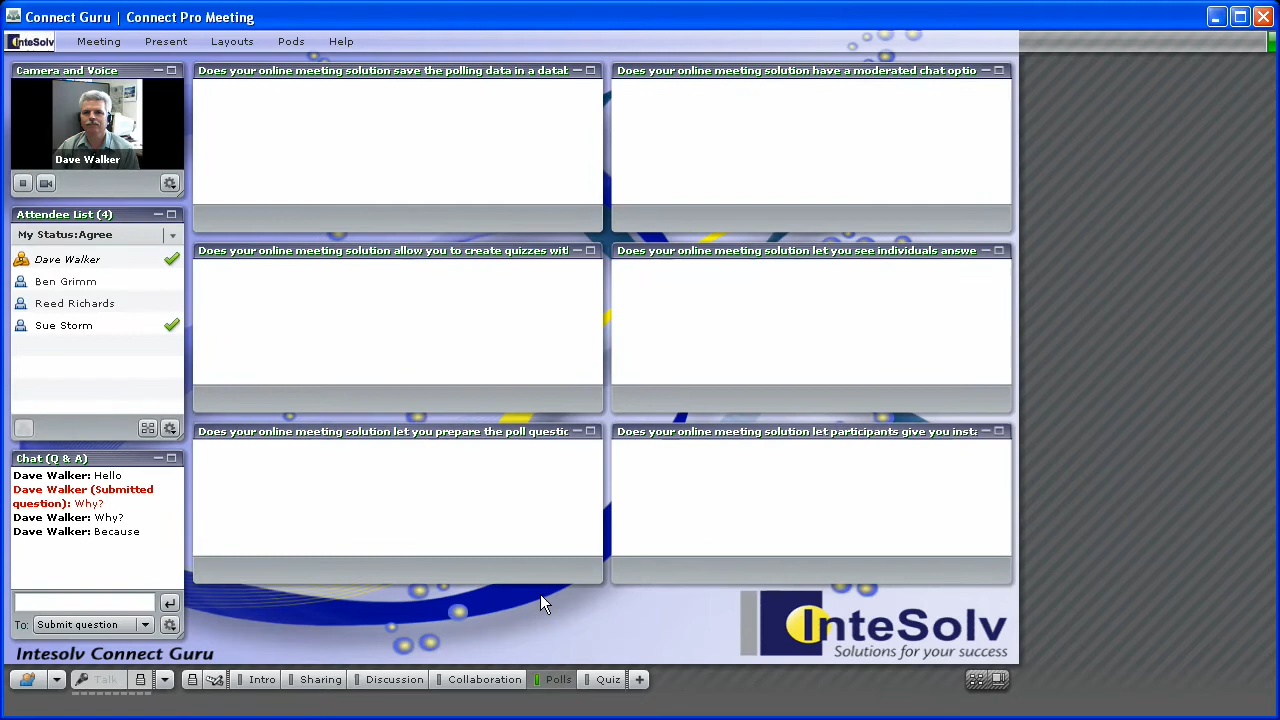 Connect Guru | Connect Pro Meeting
InteSolv
Meeting Present Layouts Pods Help
Camera and Voice
Dave Walker
Attendee List (4)
My Status:Agree
Dave Walker
Ben Grimm
Reed Richards
Sue Storm
Chat (Q & A)
Dave Walker: Hello
Dave Walker (Submitted
question): Why?
Dave Walker: Why?
Dave Walker: Because
To: Submit question
Does your online meeting solution save the polling data in a datab
Does your online meeting solution have a moderated chat optio
Does your online meeting solution allow you to create quizzes with
Does your online meeting solution let you see individuals answe
Does your online meeting solution let you prepare the poll questic
Does your online meeting solution let participants give you insta
InteSolv
Solutions for your success
Intesolv Connect Guru
Talk Intro Sharing Discussion Collaboration Polls Quiz